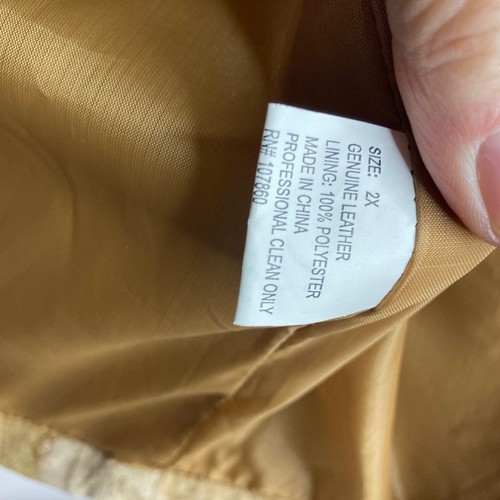 SIZE: 2X
GENUINE LEATHER
LINING: 100% POLYESTER
MADE IN CHINA
PROFESSIONAL CLEAN ONLY
RN# 107860